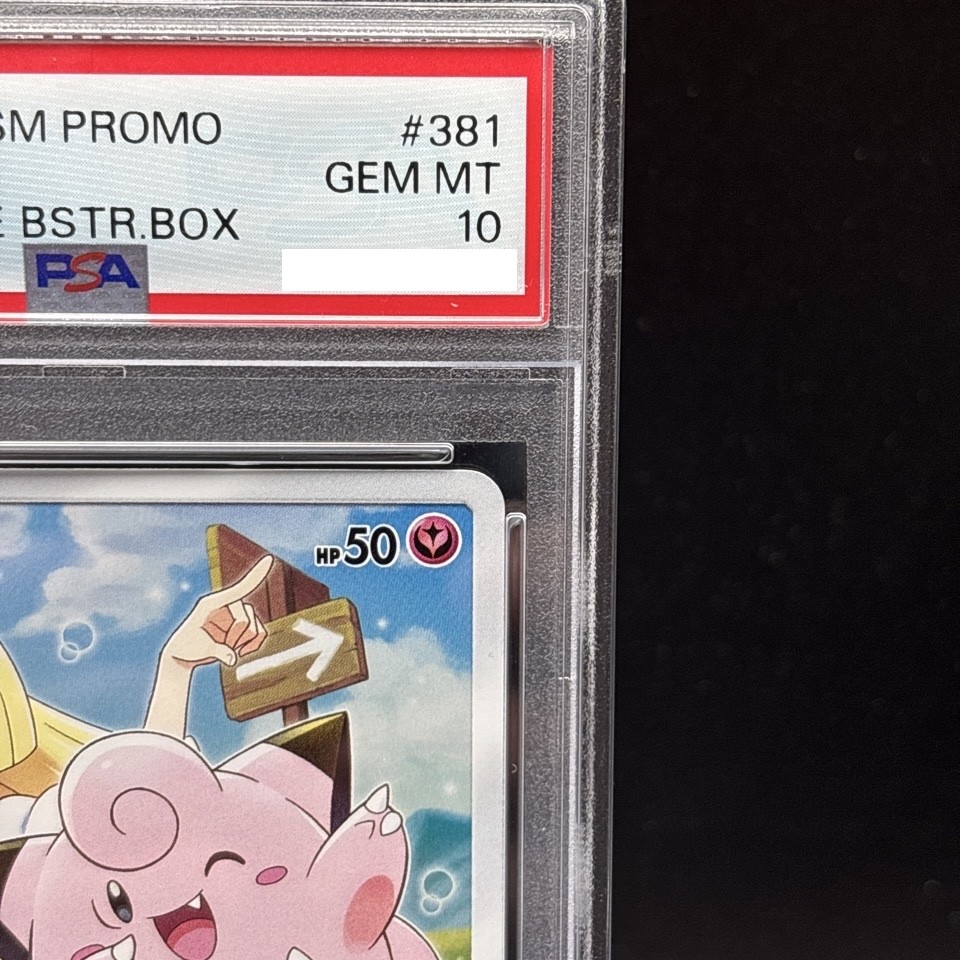 SM PROMO #381
GEM MT
BSTR.BOX 10
PSA
HP50